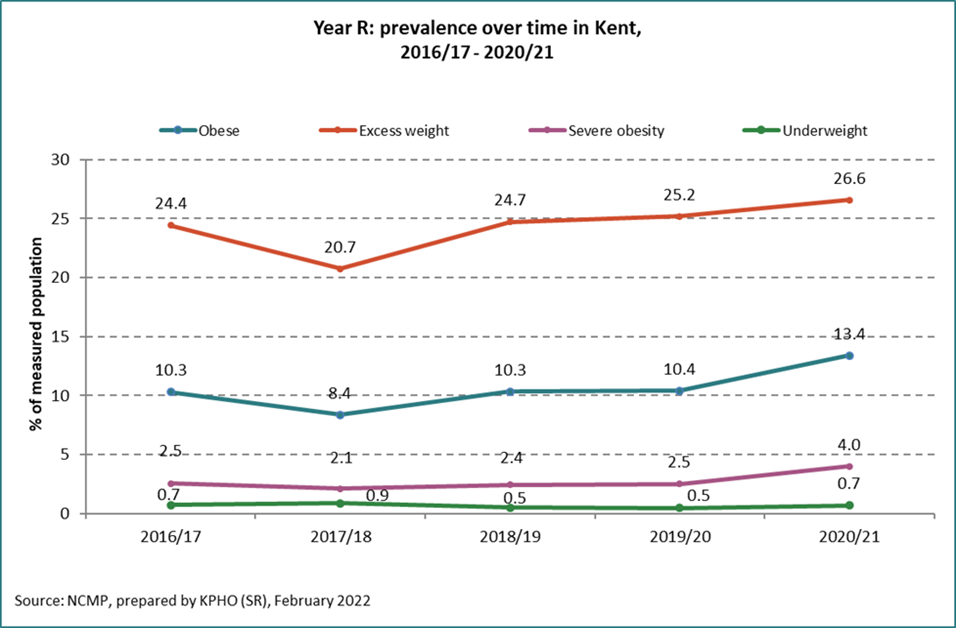 Year R: prevalence over time in Kent,
2016/17 - 2020/21
Obese Excess weight Severe obesity Underweight
% of measured population
30
25
20
15
10
5
0
24.4 20.7 24.7 25.2 26.6
10.3 8.4 10.3 10.4 13.4
2.5 2.1 2.4 2.5 4.0
0.7 0.9 0.5 0.5 0.7
2016/17 2017/18 2018/19 2019/20 2020/21
Source: NCMP, prepared by KPHO (SR), February 2022